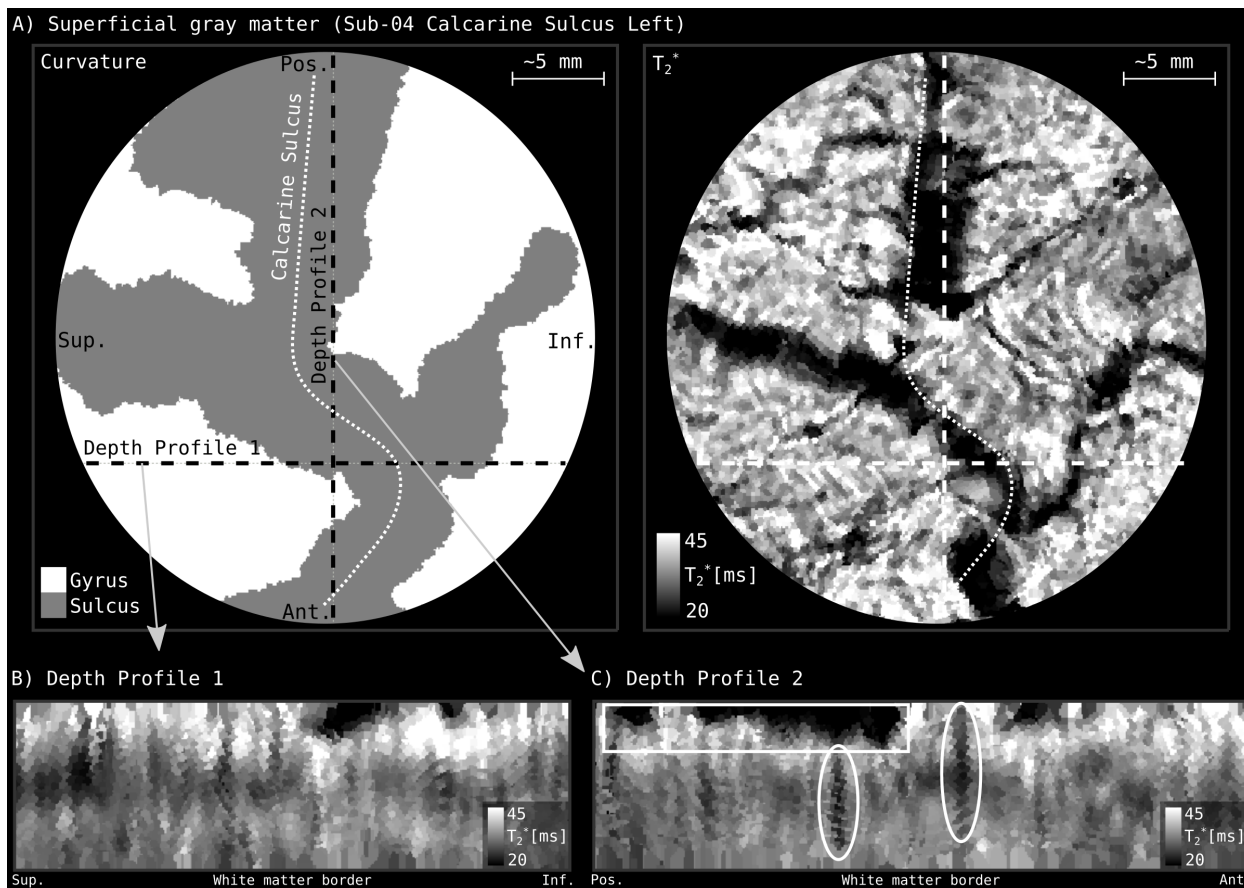 A) Superficial gray matter (Sub-04 Calcarine Sulcus Left)
Curvature
Pos.
~5 mm
Calcarine Sulcus
Depth Profile 2
Sup.
Inf.
Depth Profile 1
Gyrus
Sulcus
Ant.
T2*
~5 mm
45
T2*[ms]
20
B) Depth Profile 1
45
T2*[ms]
20
Sup.
White matter border
Inf.
C) Depth Profile 2
45
T2*[ms]
20
Pos.
White matter border
Ant